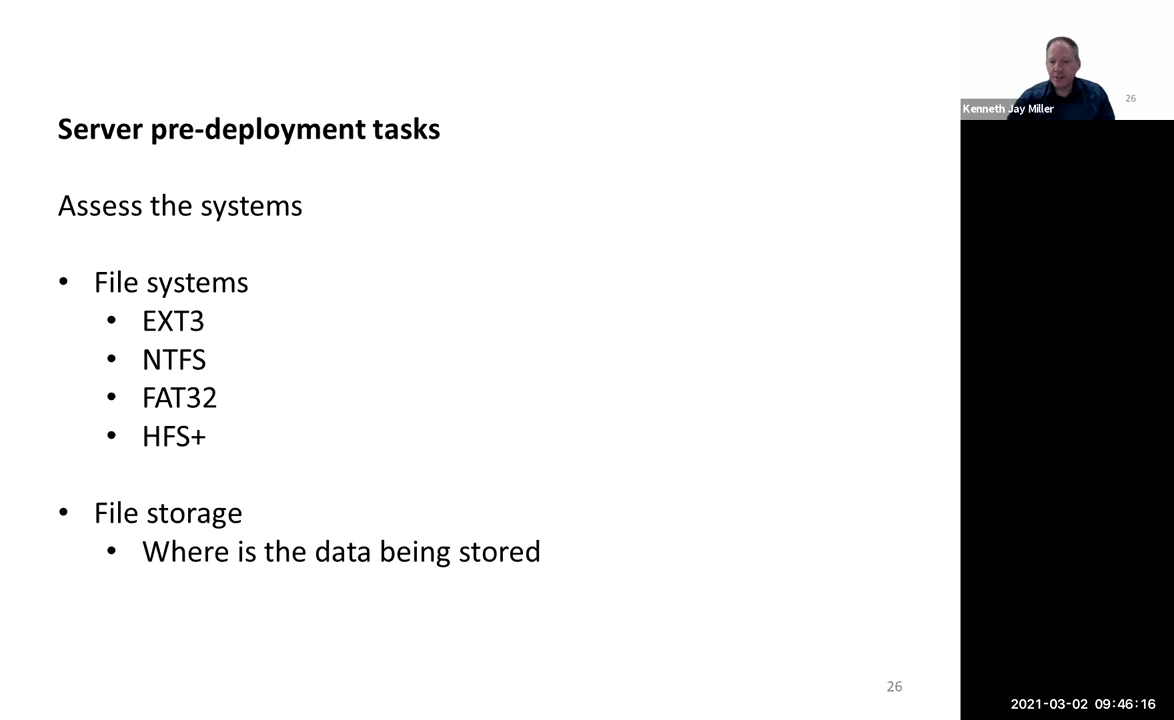 Server pre-deployment tasks
Assess the systems
• File systems
• EXT3
• NTFS
• FAT32
• HFS+
• File storage
• Where is the data being stored
26
Kenneth Jay Miller
26
2021-03-02 09:46:16